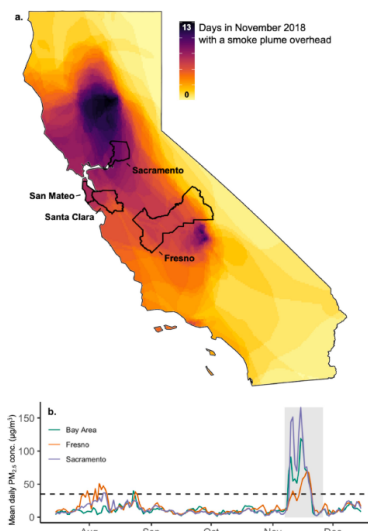 a.
13
Days in November 2018
with a smoke plume overhead
0
Sacramento
San Mateo
Santa Clara
Fresno
b.
Mean daily PM2.5 conc. (µg/m³)
150
100
50
0
Bay Area
Fresno
Sacramento
Aug Sep Oct Nov Dec